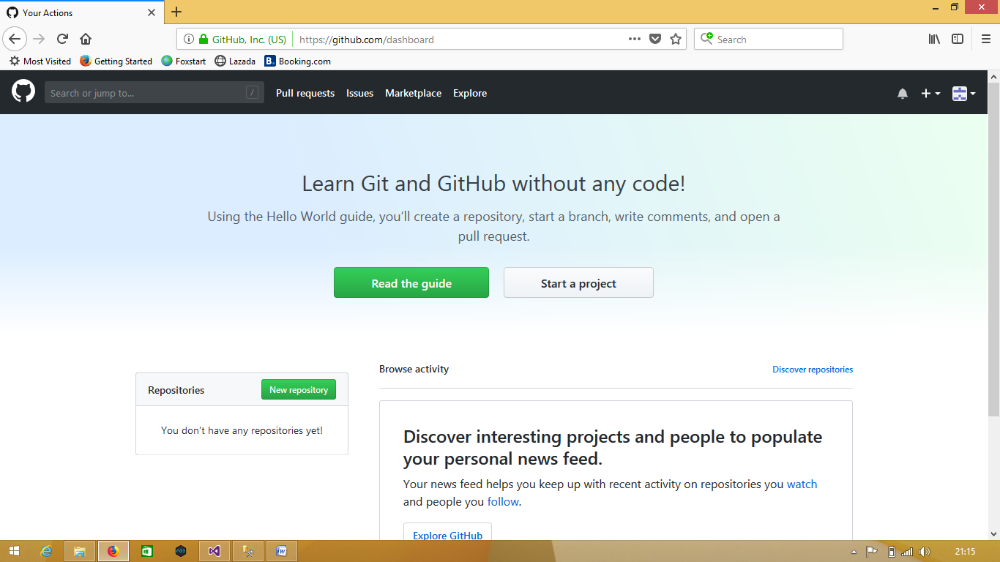 Your Actions
GitHub, Inc. (US)
https://github.com/dashboard
Search
Most Visited
Getting Started
Foxstart
Lazada
B.
Booking.com
Search or jump to...
/
Pull requests
Issues
Marketplace
Explore
Learn Git and GitHub without any code!
Using the Hello World guide, you’ll create a repository, start a branch, write comments, and open a
pull request.
Read the guide
Start a project
Repositories
New repository
You don’t have any repositories yet!
Browse activity
Discover repositories
Discover interesting projects and people to populate
your personal news feed.
Your news feed helps you keep up with recent activity on repositories you watch
and people you follow.
Explore GitHub
21:15